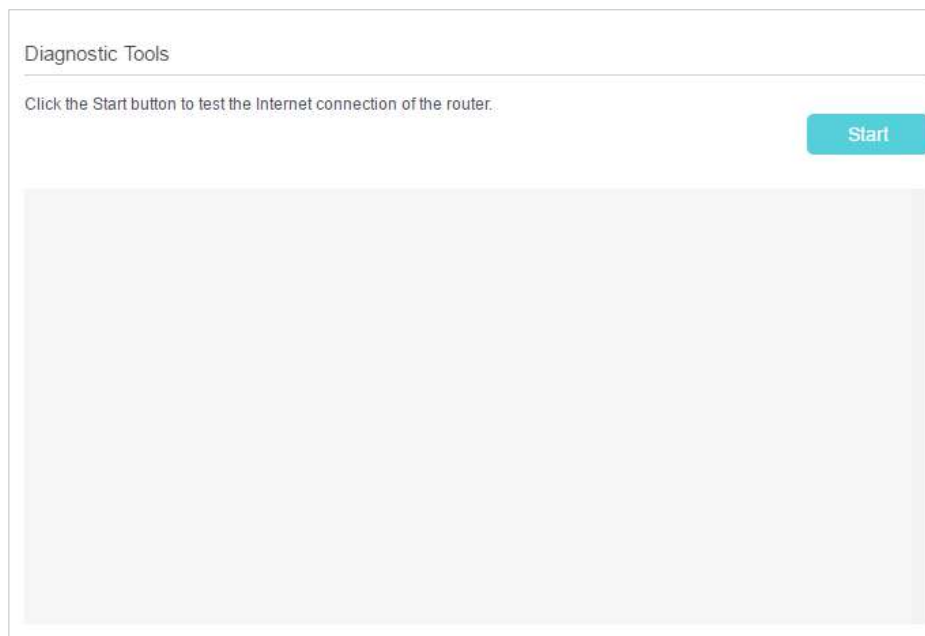 Diagnostic Tools
Click the Start button to test the Internet connection of the router.
Start